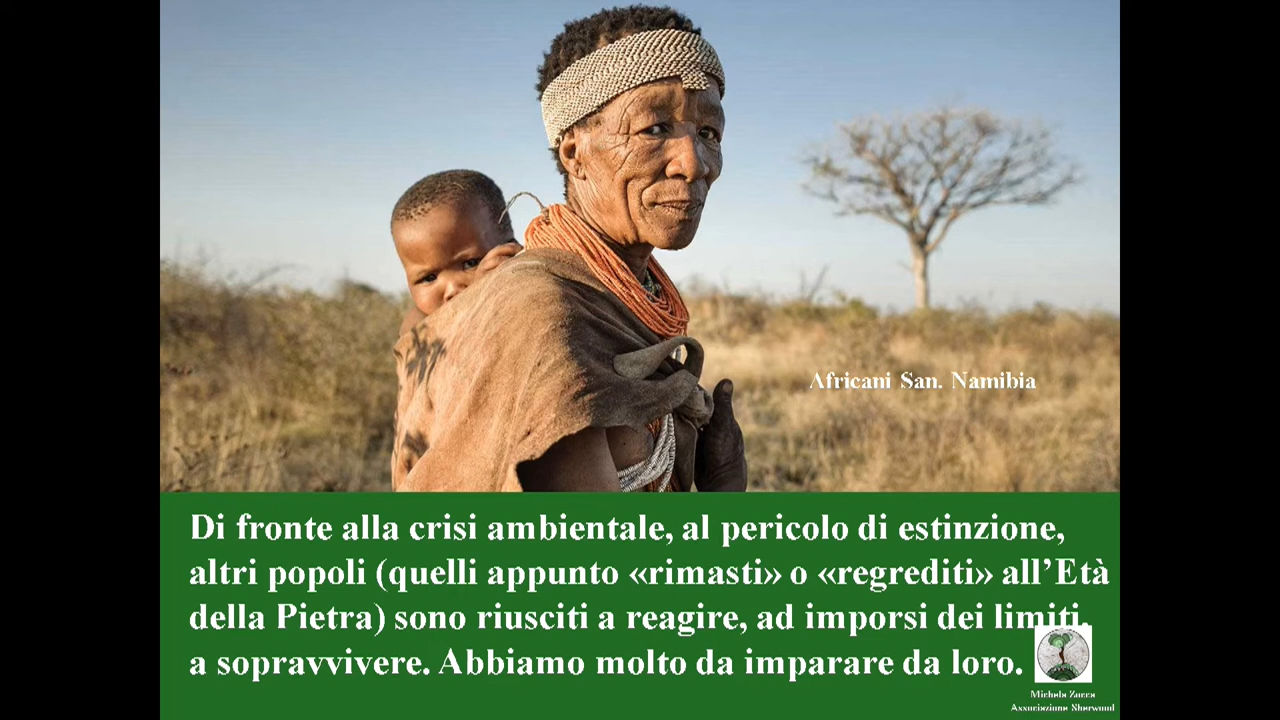 Africani San. Namibia
Di fronte alla crisi ambientale, al pericolo di estinzione,
altri popoli (quelli appunto «rimasti» o «regrediti» all’Età
della Pietra) sono riusciti a reagire, ad imporsi dei limiti,
a sopravvivere. Abbiamo molto da imparare da loro.
Michela Zucca
Associazione Sherwood